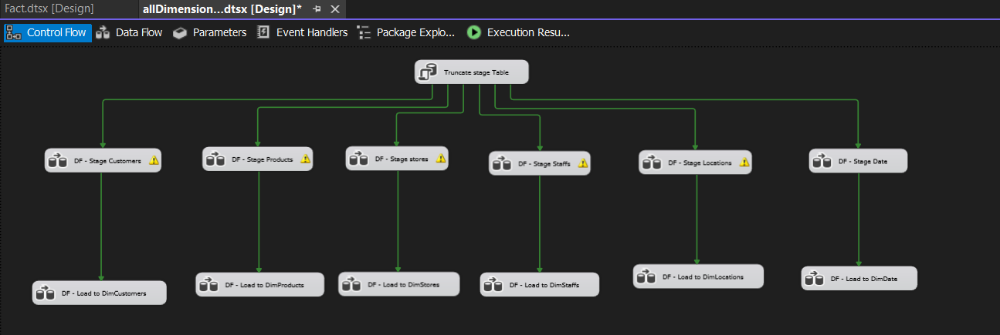 Fact.dtsx [Design]
allDimension...dtsx [Design]*
Control Flow
Data Flow
Parameters
Event Handlers
Package Explo...
Execution Resu...
Truncate stage Table
DF - Stage Customers
DF - Stage Products
DF - Stage stores
DF - Stage Staffs
DF - Stage Locations
DF - Stage Date
DF - Load to DimCustomers
DF - Load to DimProducts
DF - Load to DimStores
DF - Load to DimStaffs
DF - Load to DimLocations
DF - Load to DimDate